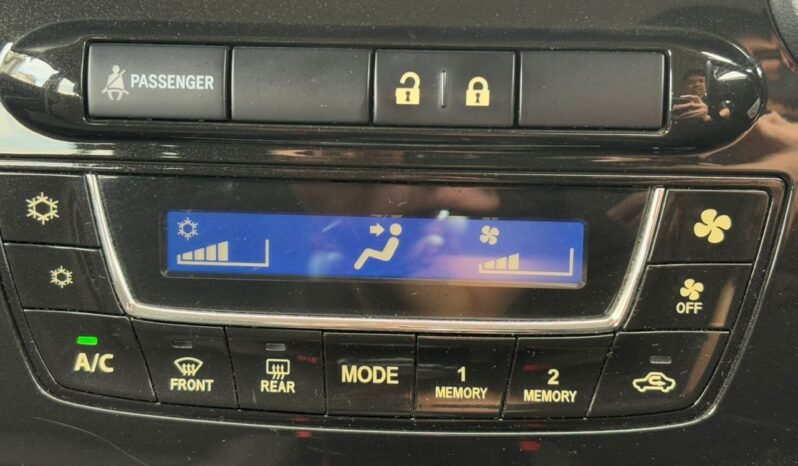 PASSENGER
OFF
A/C
FRONT
REAR
MODE
1
MEMORY
2
MEMORY